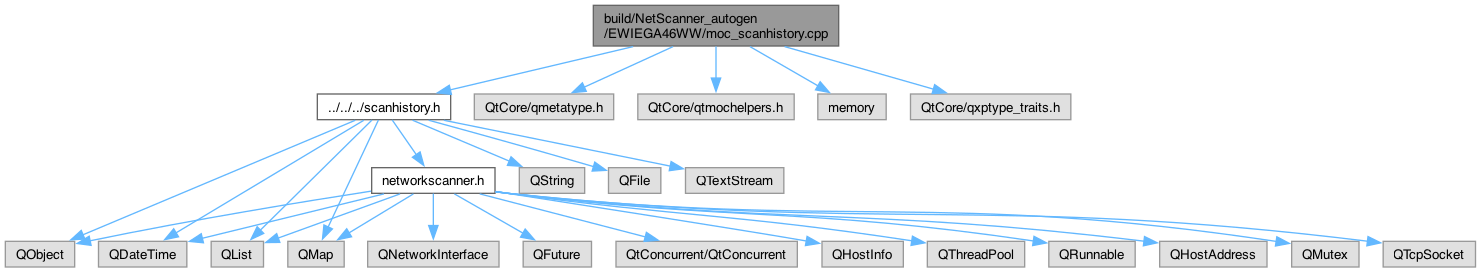 build/NetScanner_autogen
/EWIEGA46WW/moc_scanhistory.cpp
../../../scanhistory.h
QtCore/qmetatype.h
QtCore/qtmochelpers.h
memory
QtCore/qxptype_traits.h
networkscanner.h
QString
QFile
QTextStream
QObject
QDateTime
QList
QMap
QNetworkInterface
QFuture
QtConcurrent/QtConcurrent
QHostInfo
QThreadPool
QRunnable
QHostAddress
QMutex
QTcpSocket